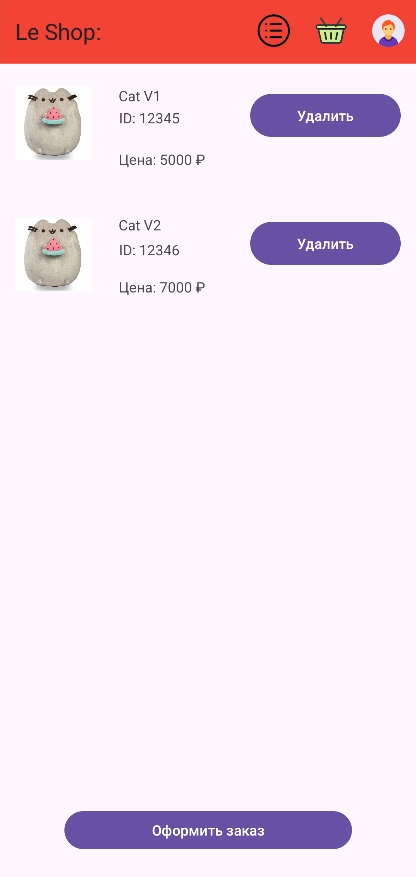 Le Shop:
Cat V1
ID: 12345
Удалить
Цена: 5000 ₽
Cat V2
ID: 12346
Удалить
Цена: 7000 ₽
Оформить заказ